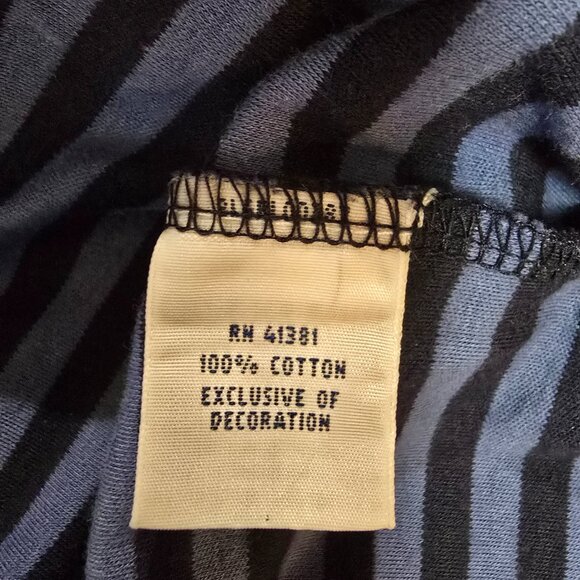 RN 41381
100% COTTON
EXCLUSIVE OF
DECORATION